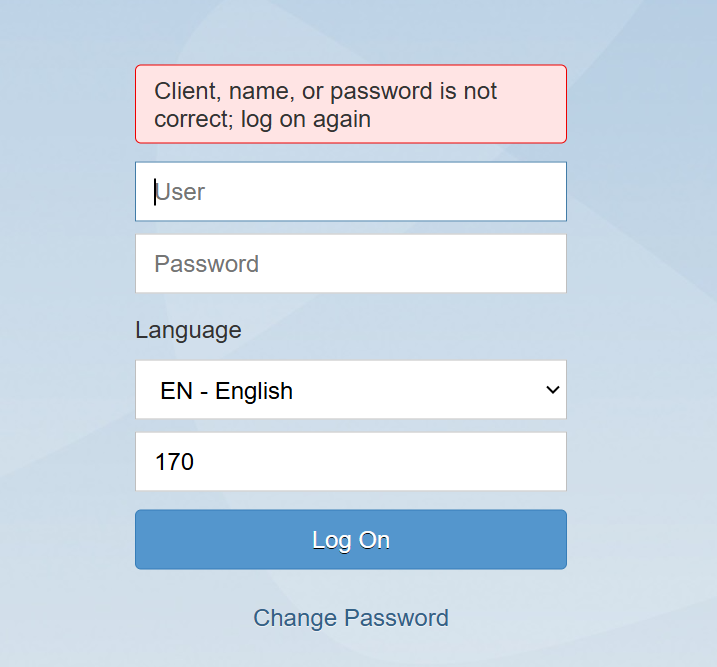 Client, name, or password is not
correct; log on again
User
Password
Language
EN - English
170
Log On
Change Password